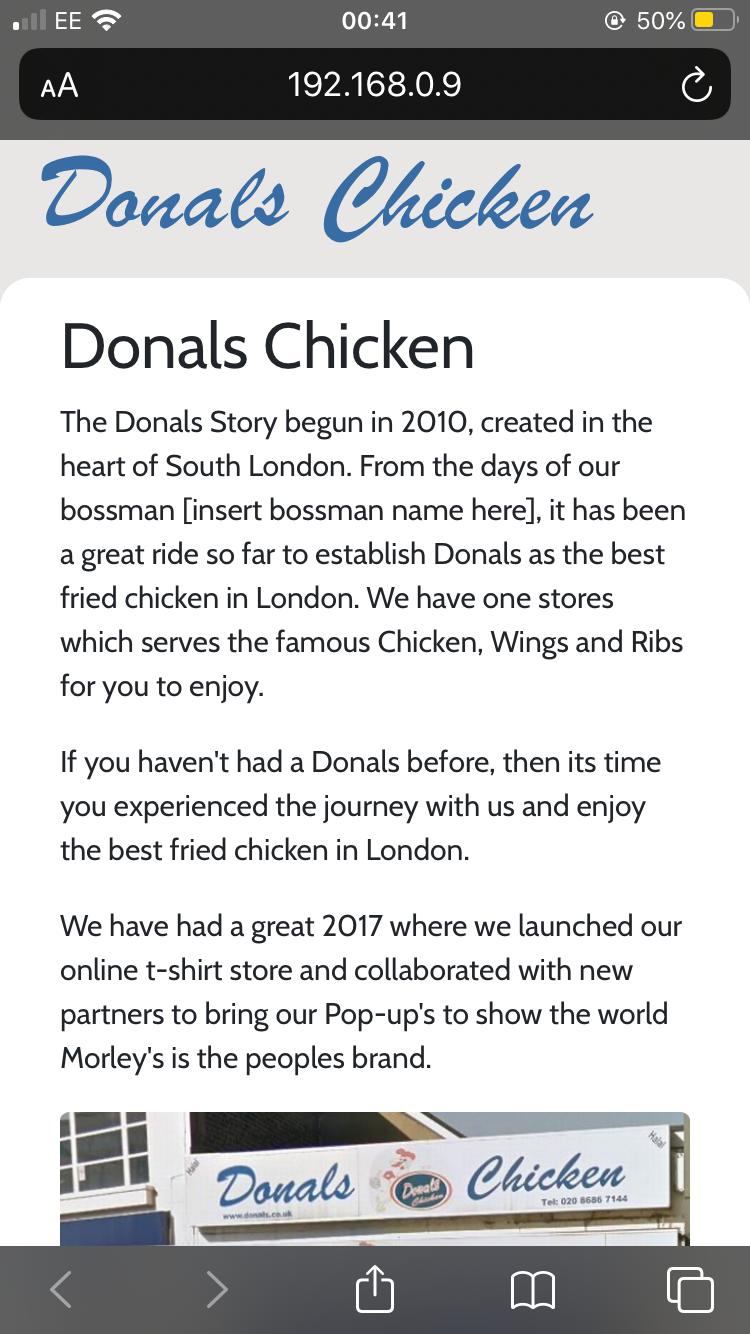 EE 00:41 50%
AA 192.168.0.9
Donals Chicken
Donals Chicken
The Donals Story begun in 2010, created in the
heart of South London. From the days of our
bossman [insert bossman name here], it has been
a great ride so far to establish Donals as the best
fried chicken in London. We have one stores
which serves the famous Chicken, Wings and Ribs
for you to enjoy.
If you haven't had a Donals before, then its time
you experienced the journey with us and enjoy
the best fried chicken in London.
We have had a great 2017 where we launched our
online t-shirt store and collaborated with new
partners to bring our Pop-up's to show the world
Morley's is the peoples brand.
Halal
Halal
Donals Chicken
Donals
Chicken
www.donals.co.uk
Tel: 020 8686 7144